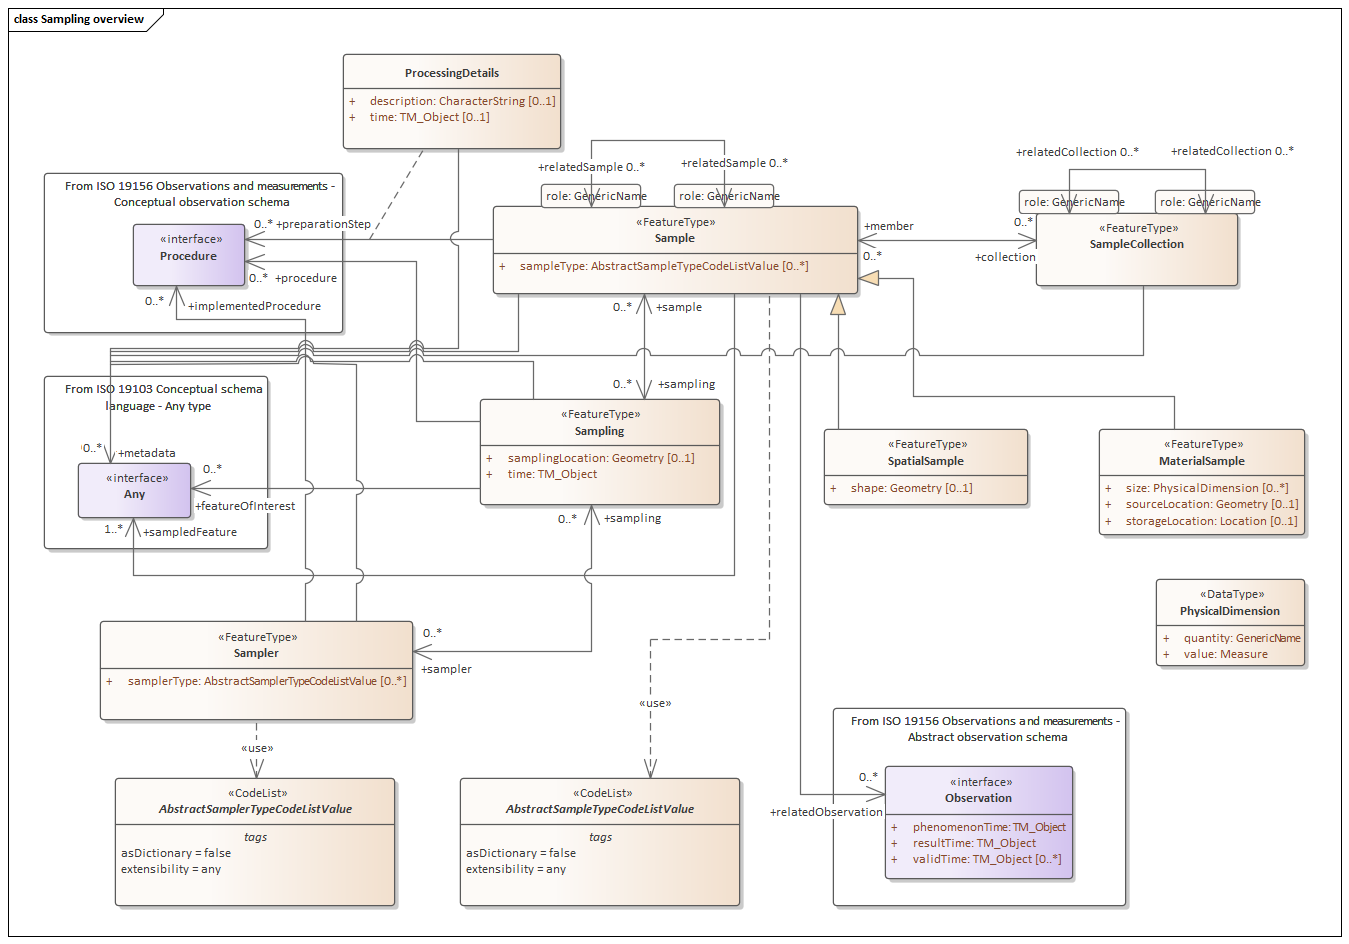 class Sampling overview
ProcessingDetails
+ description: CharacterString [0..1]
+ time: TM_Object [0..1]
+relatedSample 0..*
+relatedSample 0..*
role: GenericName
role: GenericName
+relatedCollection 0..*
+relatedCollection 0..*
role: GenericName
role: GenericName
From ISO 19156 Observations and measurements -
Conceptual observation schema
«interface»
Procedure
0..* +preparationStep
0..* +procedure
0..*
+implementedProcedure
«FeatureType»
Sample
+ sampleType: AbstractSampleTypeCodeListValue [0..*]
+member
0..*
0..*
+collection
«FeatureType»
SampleCollection
0..*
+sample
0..*
+sampling
From ISO 19103 Conceptual schema
language - Any type
0..*
+metadata
«interface»
Any
0..*
+featureOfInterest
1..*
+sampledFeature
«FeatureType»
Sampling
+ samplingLocation: Geometry [0..1]
+ time: TM_Object
0..*
+sampling
«FeatureType»
SpatialSample
+ shape: Geometry [0..1]
«FeatureType»
MaterialSample
+ size: PhysicalDimension [0..*]
+ sourceLocation: Geometry [0..1]
+ storageLocation: Location [0..1]
«DataType»
PhysicalDimension
+ quantity: GenericName
+ value: Measure
«FeatureType»
Sampler
+ samplerType: AbstractSamplerTypeCodeListValue [0..*]
0..*
+sampler
«use»
«use»
«CodeList»
AbstractSamplerTypeCodeListValue
tags
asDictionary = false
extensibility = any
«CodeList»
AbstractSampleTypeCodeListValue
tags
asDictionary = false
extensibility = any
From ISO 19156 Observations and measurements -
Abstract observation schema
0..*
+relatedObservation
«interface»
Observation
+ phenomenonTime: TM_Object
+ resultTime: TM_Object
+ validTime: TM_Object [0..*]